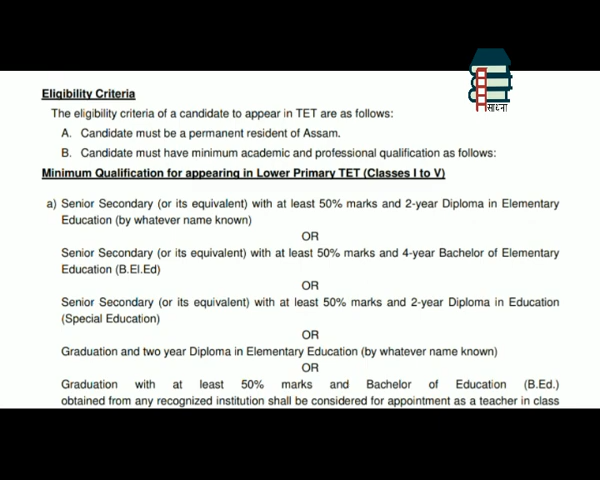 साधना
Eligibility Criteria
The eligibility criteria of a candidate to appear in TET are as follows:
A. Candidate must be a permanent resident of Assam.
B. Candidate must have minimum academic and professional qualification as follows:
Minimum Qualification for appearing in Lower Primary TET (Classes I to V)
a) Senior Secondary (or its equivalent) with at least 50% marks and 2-year Diploma in Elementary
Education (by whatever name known)
OR
Senior Secondary (or its equivalent) with at least 50% marks and 4-year Bachelor of Elementary
Education (B.El.Ed)
OR
Senior Secondary (or its equivalent) with at least 50% marks and 2-year Diploma in Education
(Special Education)
OR
Graduation and two year Diploma in Elementary Education (by whatever name known)
OR
Graduation with at least 50% marks and Bachelor of Education (B.Ed.)
obtained from any recognized institution shall be considered for appointment as a teacher in class